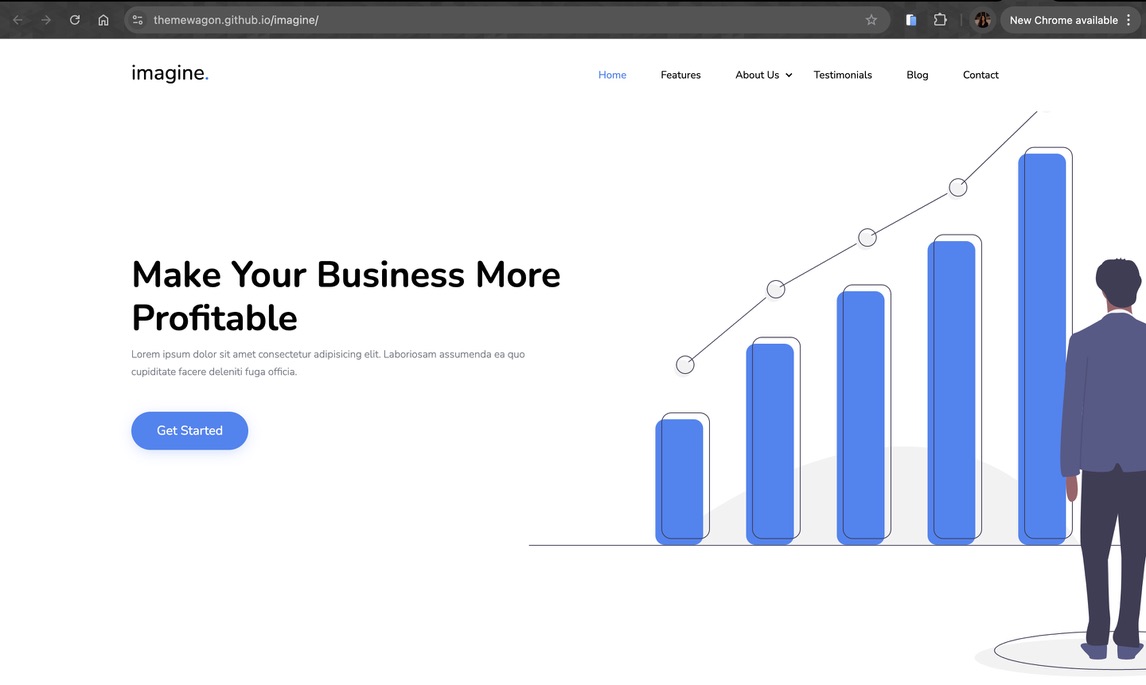 themewagon.github.io/imagine/
New Chrome available
imagine.
Home Features About Us Testimonials Blog Contact
Make Your Business More
Profitable
Lorem ipsum dolor sit amet consectetur adipisicing elit. Laboriosam assumenda ea quo
cupiditate facere deleniti fuga officia.
Get Started